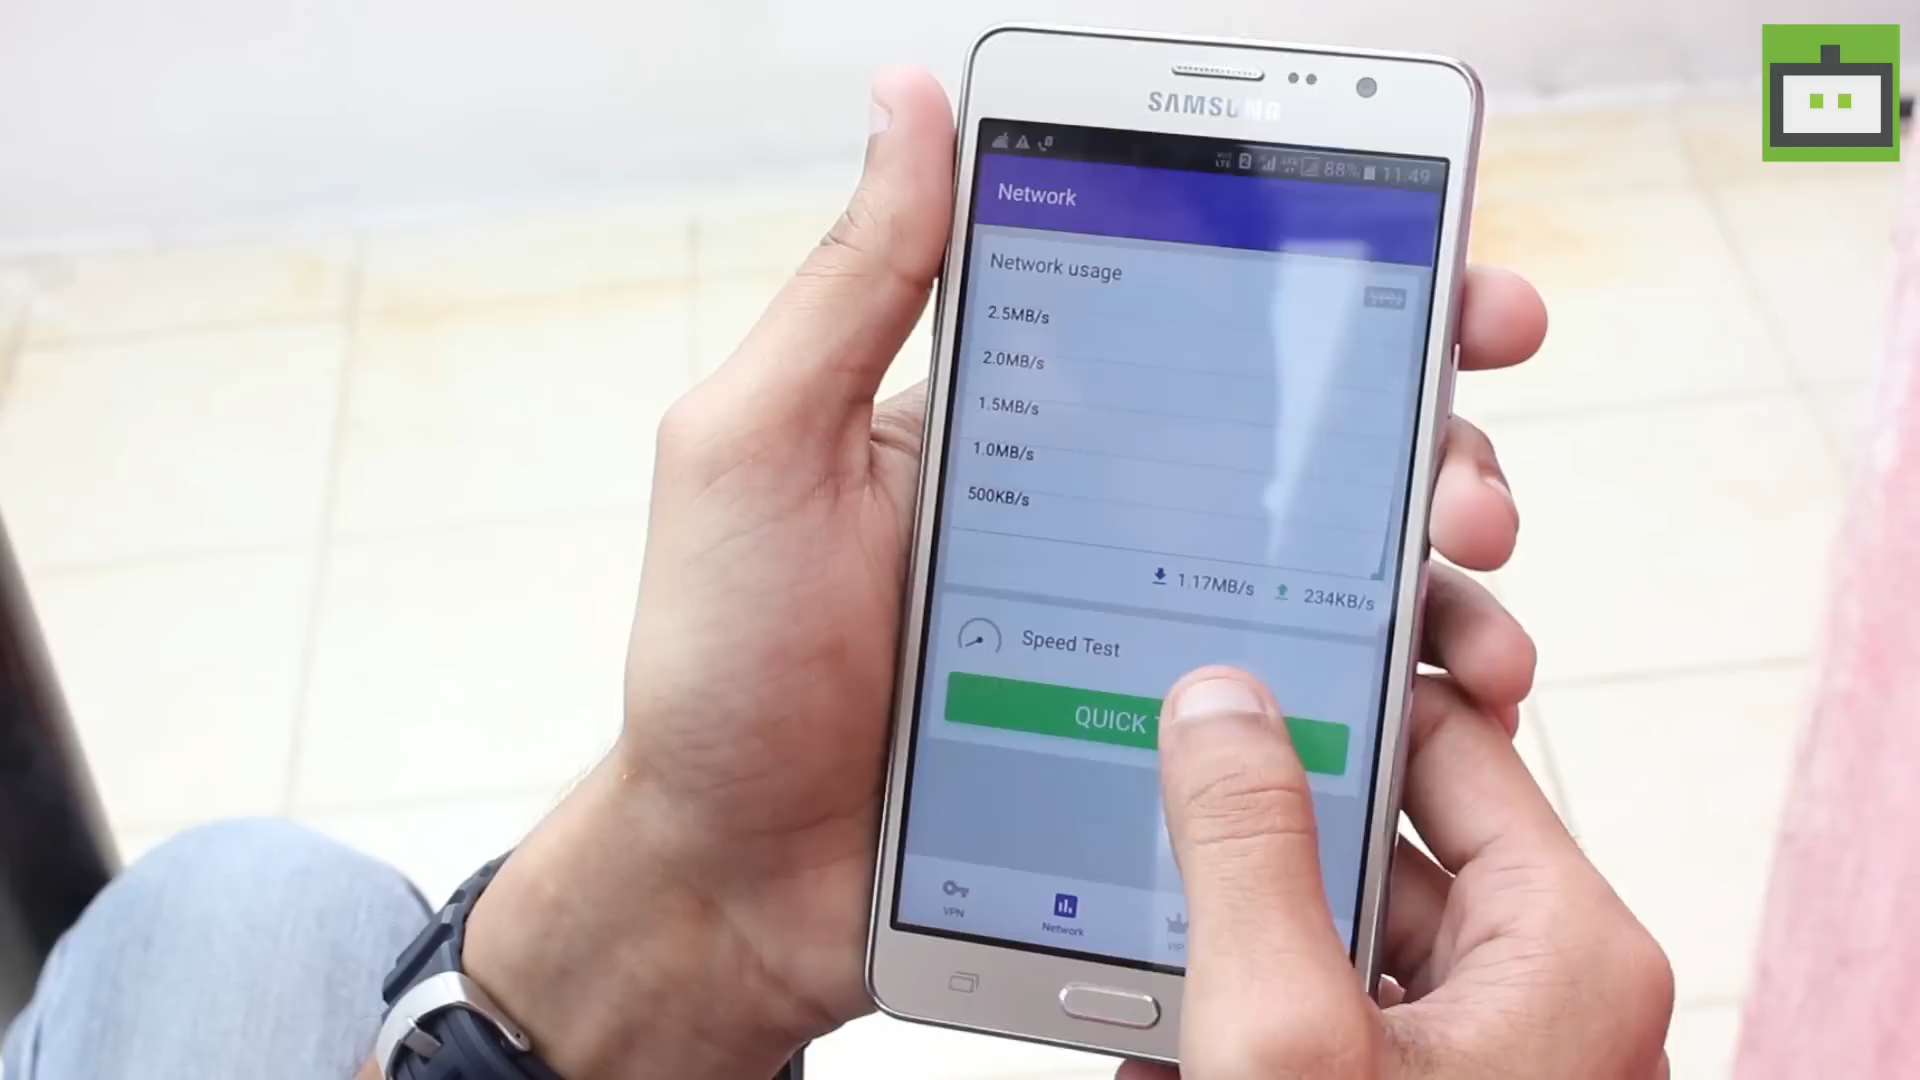 SAMSUNG
88% 11:49
Network
Network usage
2.5MB/s
2.0MB/s
1.5MB/s
1.0MB/s
500KB/s
1.17MB/s 234KB/s
Speed Test
QUICK
VPN
Network
VIP